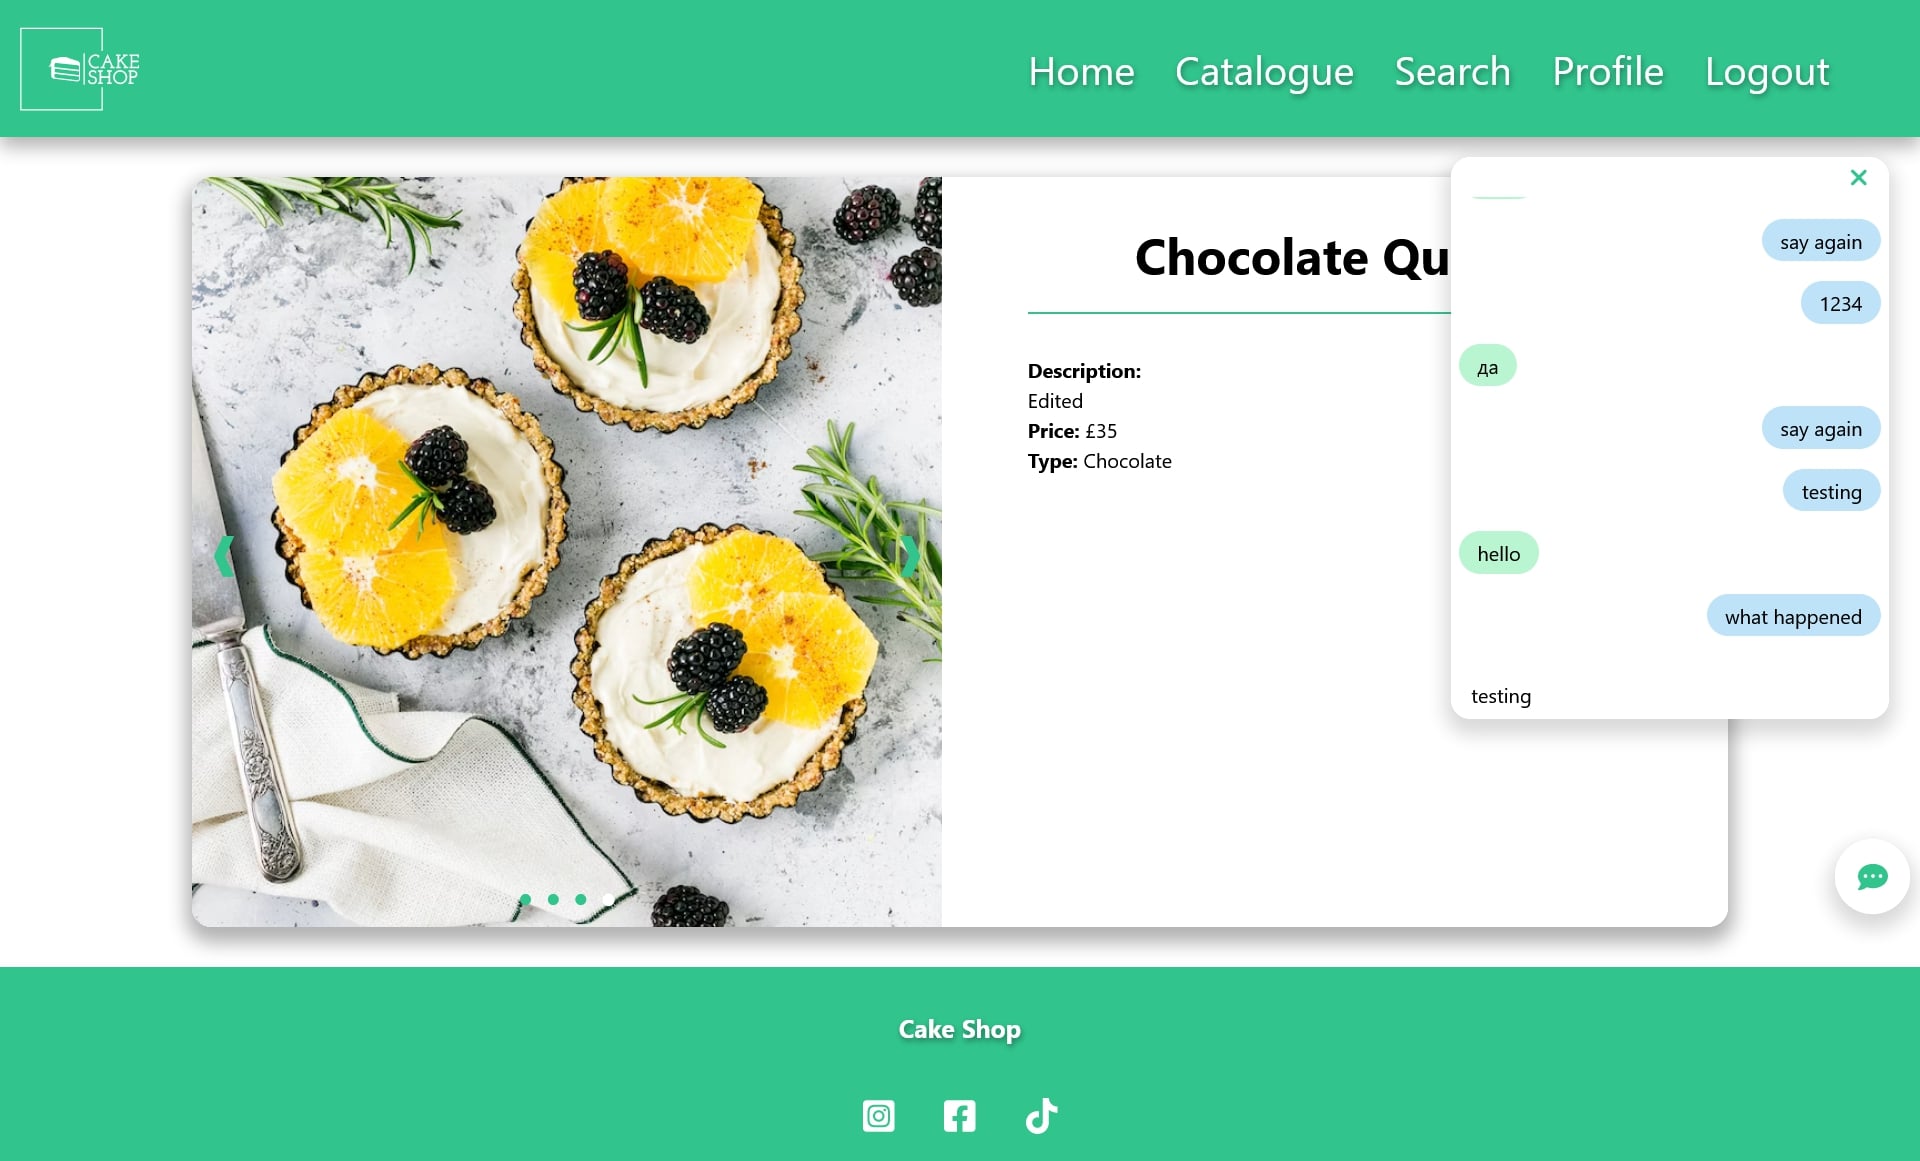 CAKE
SHOP
Home Catalogue Search Profile Logout
Chocolate Qu
Description:
Edited
Price: £35
Type: Chocolate
say again
1234
да
say again
testing
hello
what happened
testing
Cake Shop